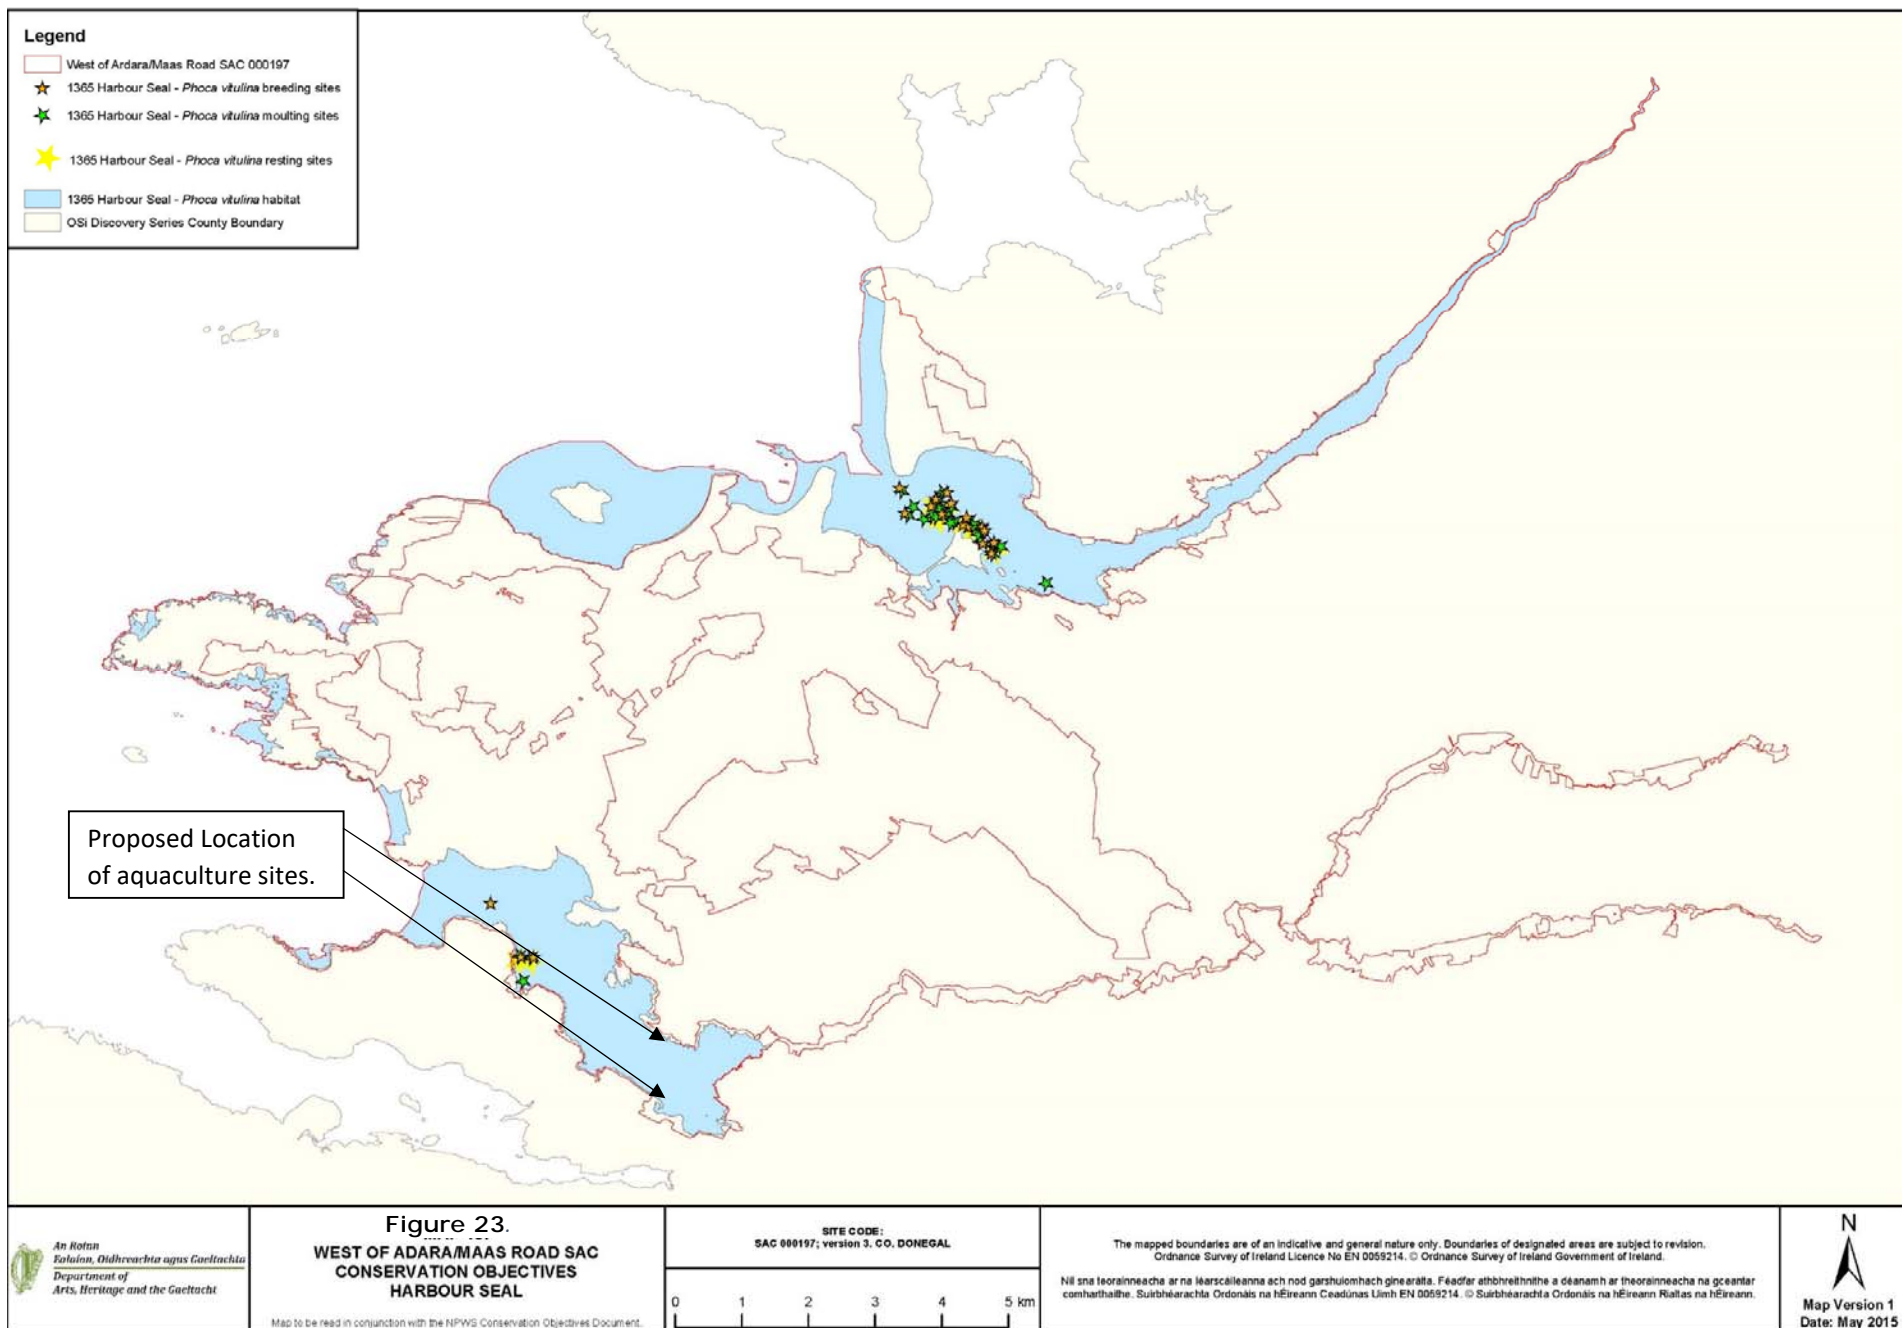 Legend
West of Ardara/Maas Road SAC 000197
1365 Harbour Seal - Phoca vitulina breeding sites
1365 Harbour Seal - Phoca vitulina moulting sites
1365 Harbour Seal - Phoca vitulina resting sites
1365 Harbour Seal - Phoca vitulina habitat
OSi Discovery Series County Boundary
Proposed Location
of aquaculture sites.
An Roinn
Ealaíon, Oidhreachta agus Gaeltachta
Department of
Arts, Heritage and the Gaeltacht
Figure 23.
WEST OF ADARA/MAAS ROAD SAC
CONSERVATION OBJECTIVES
HARBOUR SEAL
Map to be read in conjunction with the NPWS Conservation Objectives Document.
SITE CODE:
SAC 000197; version 3. CO. DONEGAL
0 1 2 3 4 5 km
The mapped boundaries are of an indicative and general nature only. Boundaries of designated areas are subject to revision.
Ordnance Survey of Ireland Licence No EN 0059214. © Ordnance Survey of Ireland Government of Ireland.
Níl sna teorainneacha ar na léarscáileanna ach nod garshuiomhach ginearálta. Féadfar athbhreithnithe a déanamh ar theorainneacha na gceantar
comharthaithe. Suirbhéarachta Ordonáis na hÉireann Ceadúnas Uimh EN 0059214. © Suirbhéarachta Ordonáis na hÉireann Rialtas na hÉireann.
N
Map Version 1
Date: May 2015